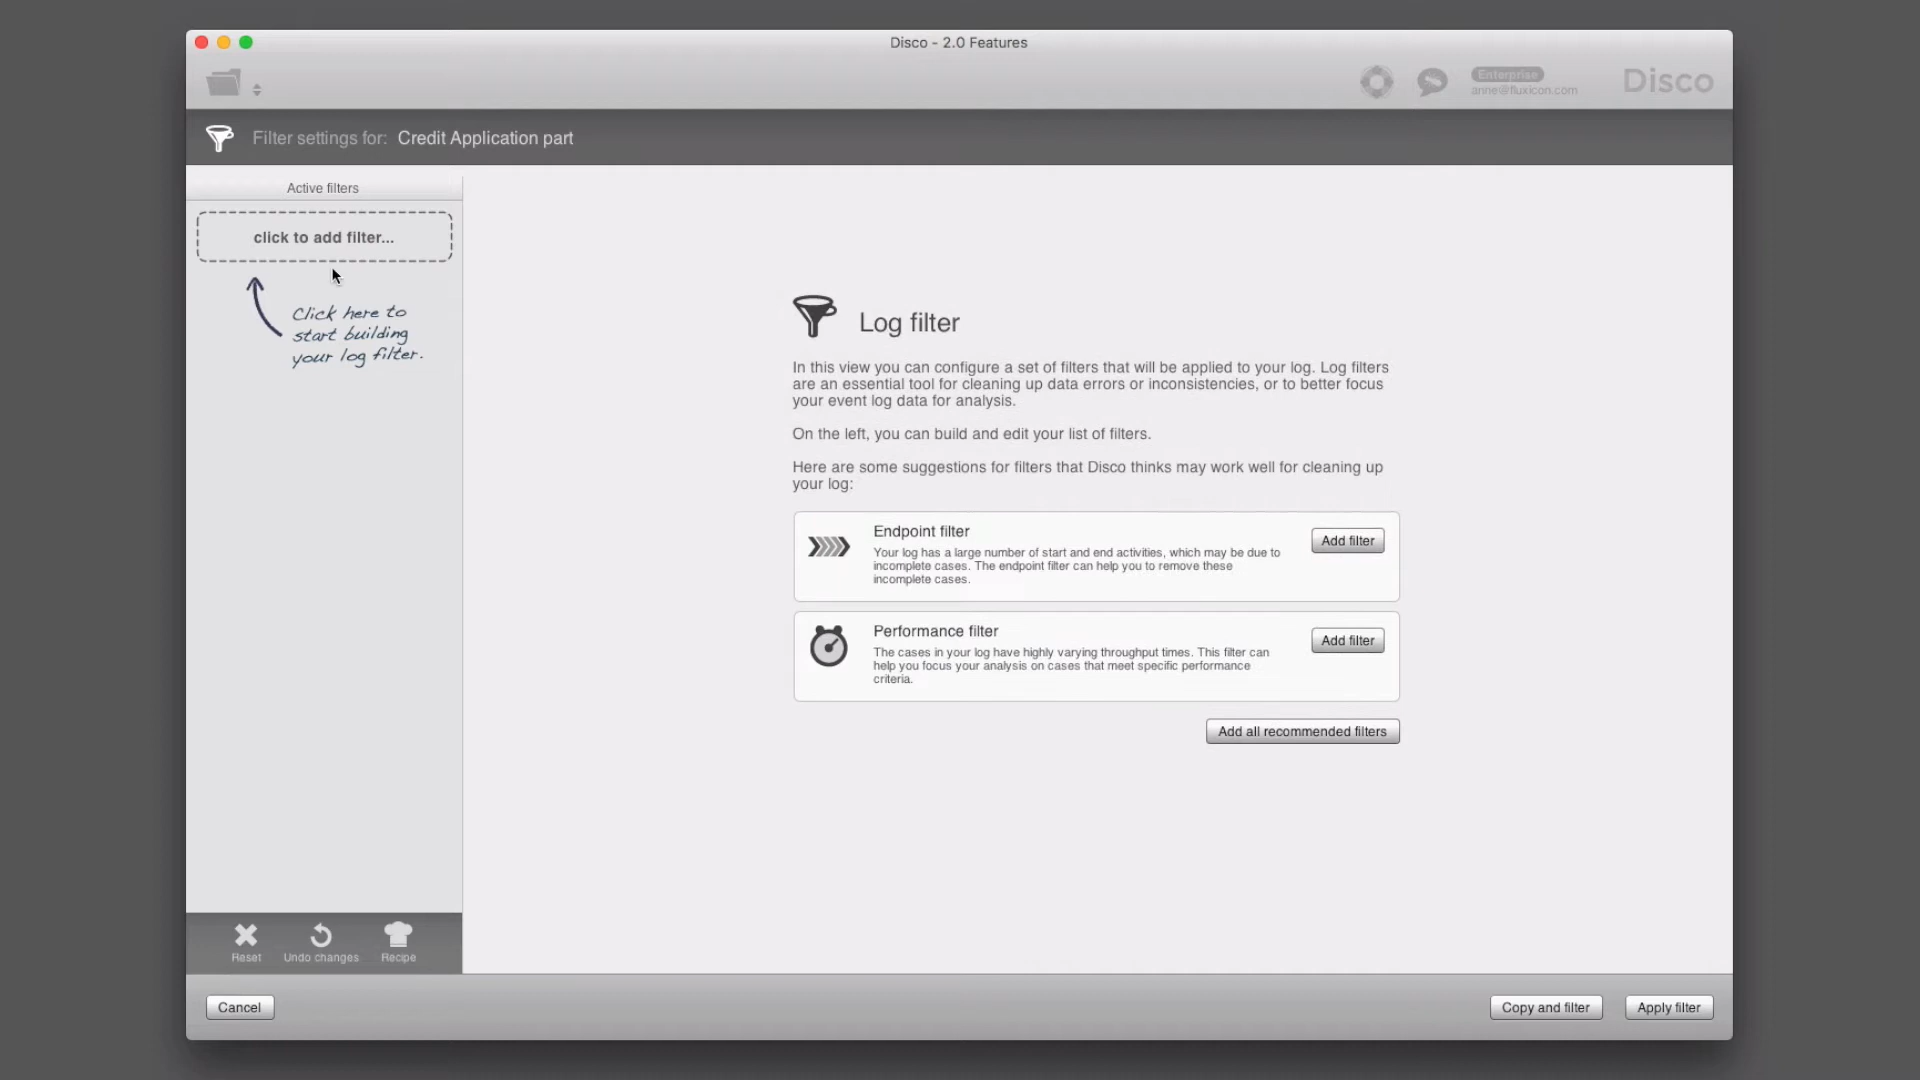 Disco - 2.0 Features
Enterprise
anne@fluxicon.com
Disco
Filter settings for: Credit Application part
Active filters
click to add filter...
Click here to
start building
your log filter.
Log filter
In this view you can configure a set of filters that will be applied to your log. Log filters
are an essential tool for cleaning up data errors or inconsistencies, or to better focus
your event log data for analysis.
On the left, you can build and edit your list of filters.
Here are some suggestions for filters that Disco thinks may work well for cleaning up
your log:
Endpoint filter
Your log has a large number of start and end activities, which may be due to
incomplete cases. The endpoint filter can help you to remove these
incomplete cases.
Add filter
Performance filter
The cases in your log have highly varying throughput times. This filter can
help you focus your analysis on cases that meet specific performance
criteria.
Add filter
Add all recommended filters
Reset
Undo changes
Recipe
Cancel
Copy and filter
Apply filter